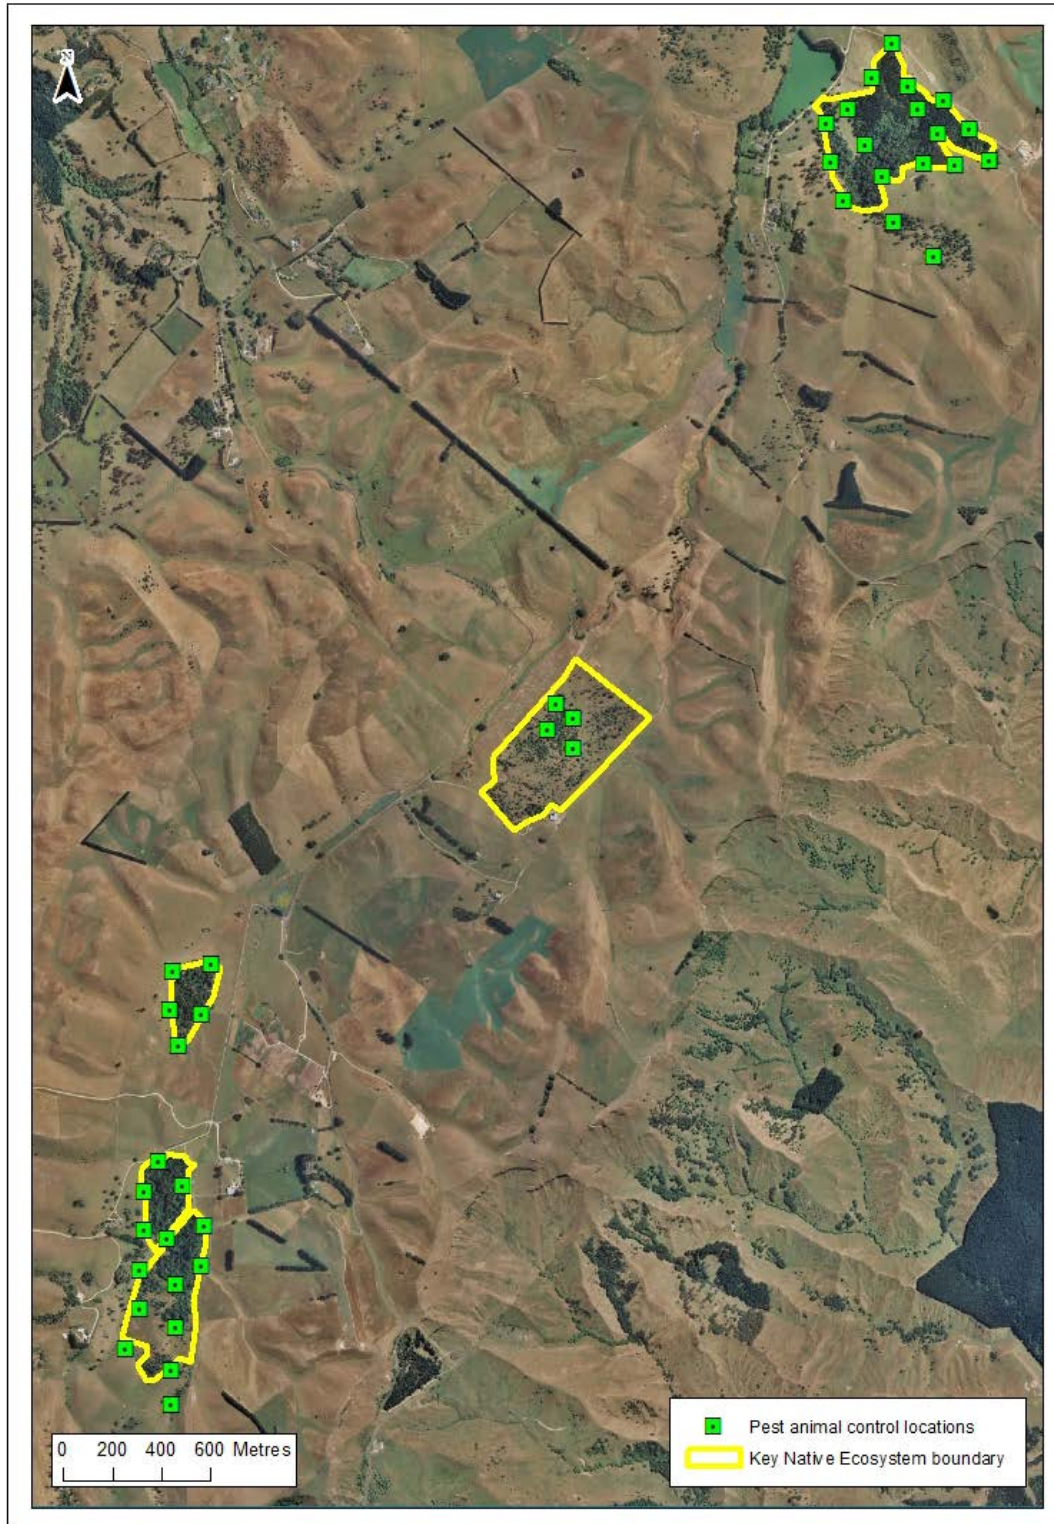 N
0 200 400 600 Metres
Pest animal control locations
Key Native Ecosystem boundary